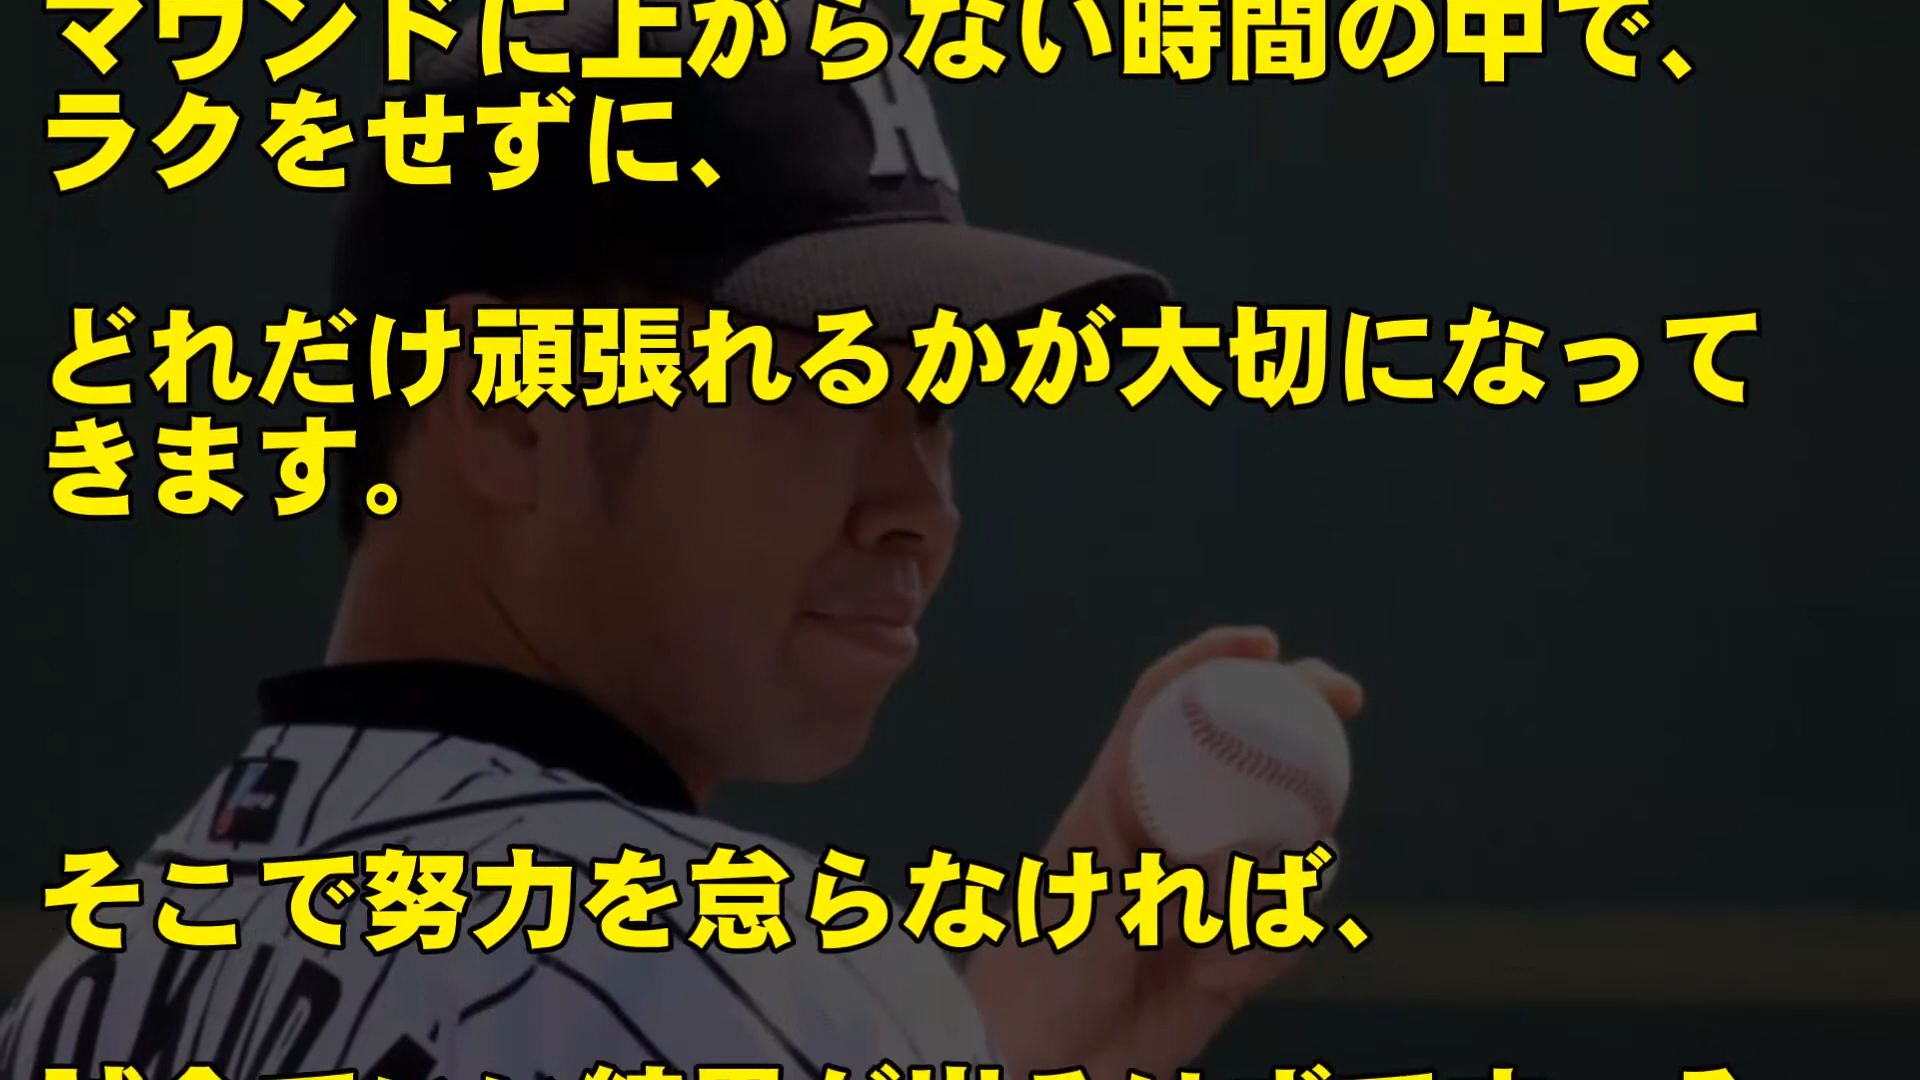 マウンドに上がらない時間の中で、
ラクをせずに、
どれだけ頑張れるかが大切になって
きます。
そこで努力を怠らなければ、
H